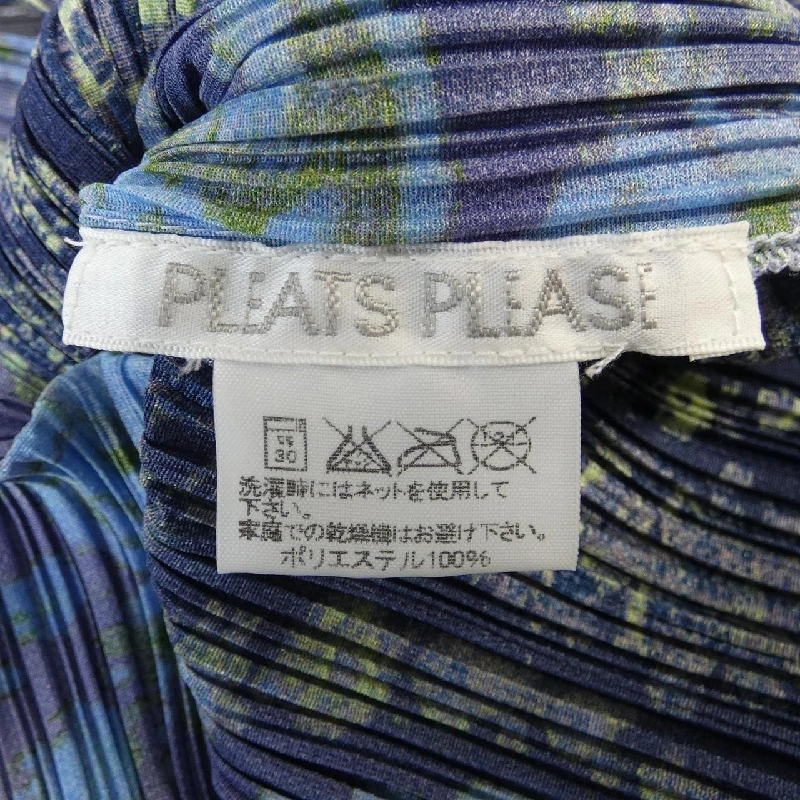 PLEATS PLEASE
弱
30
洗濯時にはネットを使用して
下さい。
家庭での乾燥機はお避け下さい。
ポリエステル100%